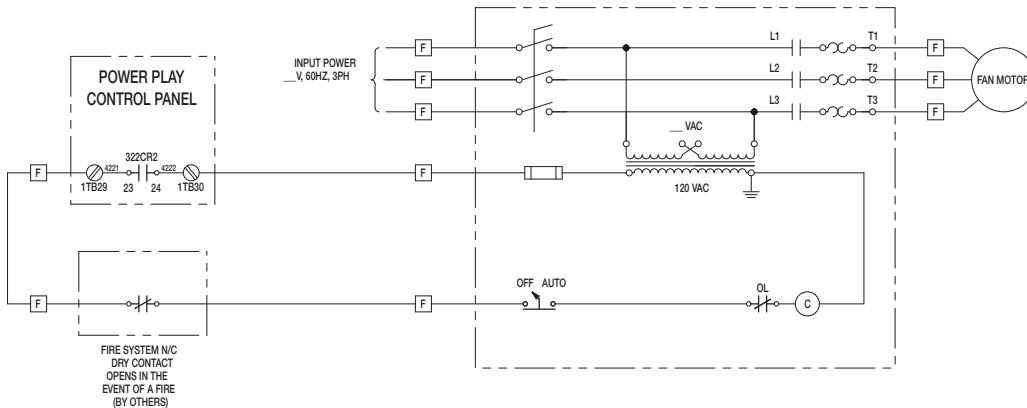 INPUT POWER
___V, 60HZ, 3PH
F
F
F
L1
L2
L3
T1
T2
T3
F
F
F
FAN MOTOR
POWER PLAY
CONTROL PANEL
322CR2
4221
4222
1TB29
23
24
1TB30
F
F
___ VAC
120 VAC
F
F
OFF AUTO
OL
C
FIRE SYSTEM N/C
DRY CONTACT
OPENS IN THE
EVENT OF A FIRE
(BY OTHERS)